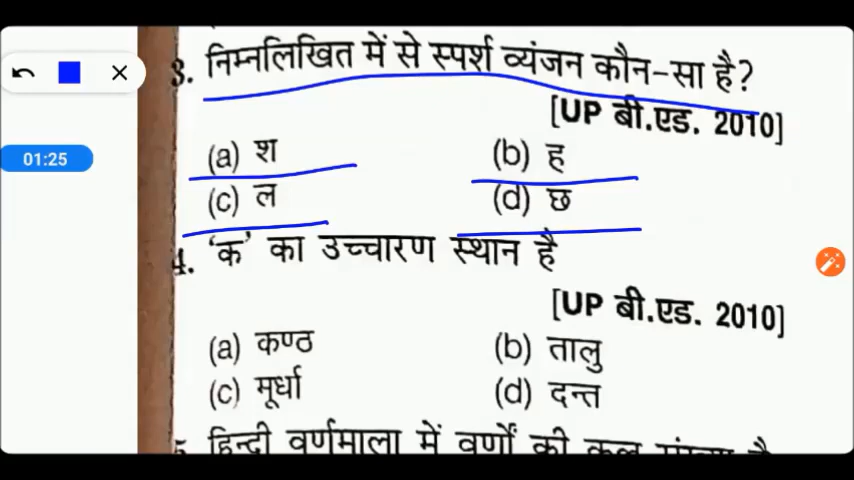 3. निम्नलिखित में से स्पर्श व्यंजन कौन-सा है?
[UP बी.एड. 2010]
(a) श (b) ह
01:25
(c) ल (d) छ
4. 'क' का उच्चारण स्थान है
[UP बी.एड. 2010]
(a) कण्ठ (b) तालु
(c) मूर्धा (d) दन्त
हिन्दी वर्णमाला में वर्णों की कुल संख्या है